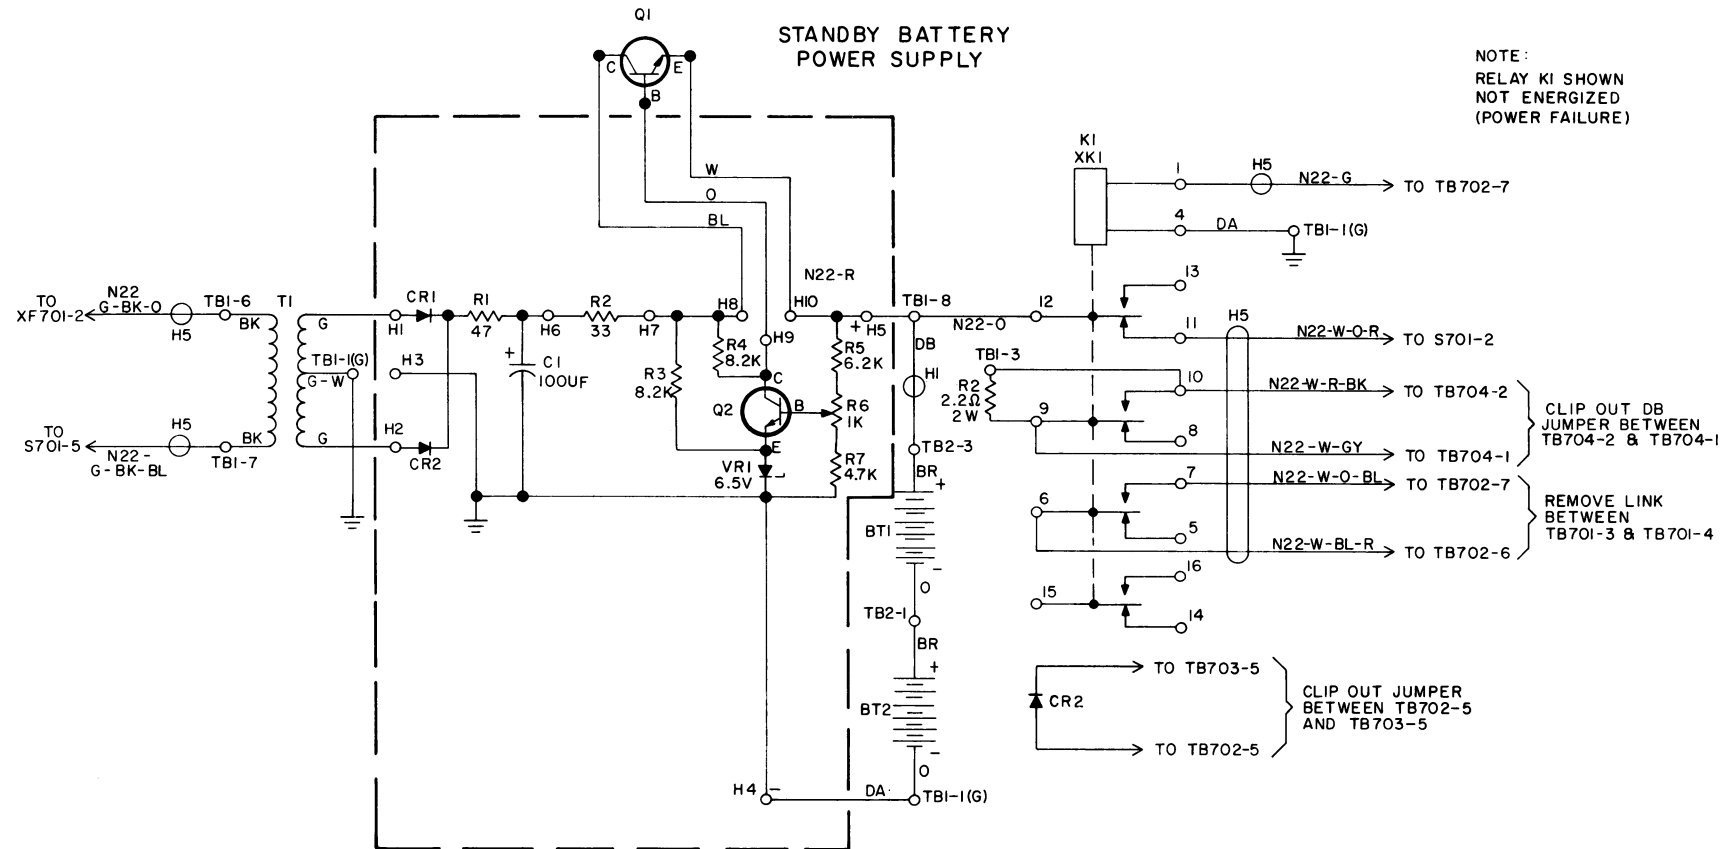 STANDBY BATTERY
POWER SUPPLY
NOTE:
RELAY K1 SHOWN
NOT ENERGIZED
(POWER FAILURE)
Q1
C
E
B
W
O
BL
N22-R
TO
XF701-2
N22
G-BK-O
H5
TB1-6
BK
T1
G
H1
CR1
R1
47
H6
R2
33
H7
H8
H10
H9
+
H5
TB1-8
N22-O
12
TB1-1(G)
G-W
H3
+
C1
100UF
R4
8.2K
R3
8.2K
C
Q2
B
E
R5
6.2K
R6
1K
R7
4.7K
VR1
6.5V
TO
S701-5
N22-
G-BK-BL
H5
TB1-7
BK
G
H2
CR2
DB
H1
TB2-3
BR
+
BT1
-
O
TB2-1
BR
+
BT2
-
O
H4 -
DA
TB1-1(G)
K1
XK1
1
H5
N22-G
TO TB702-7
4
DA
TB1-1(G)
13
11
H5
N22-W-O-R
TO S701-2
TB1-3
R2
2.2Ω
2W
10
N22-W-R-BK
TO TB704-2
9
8
N22-W-GY
TO TB704-1
CLIP OUT DB
JUMPER BETWEEN
TB704-2 & TB704-1
7
N22-W-O-BL
TO TB702-7
6
5
N22-W-BL-R
TO TB702-6
REMOVE LINK
BETWEEN
TB701-3 & TB701-4
16
15
14
TO TB703-5
CR2
TO TB702-5
CLIP OUT JUMPER
BETWEEN TB702-5
AND TB703-5